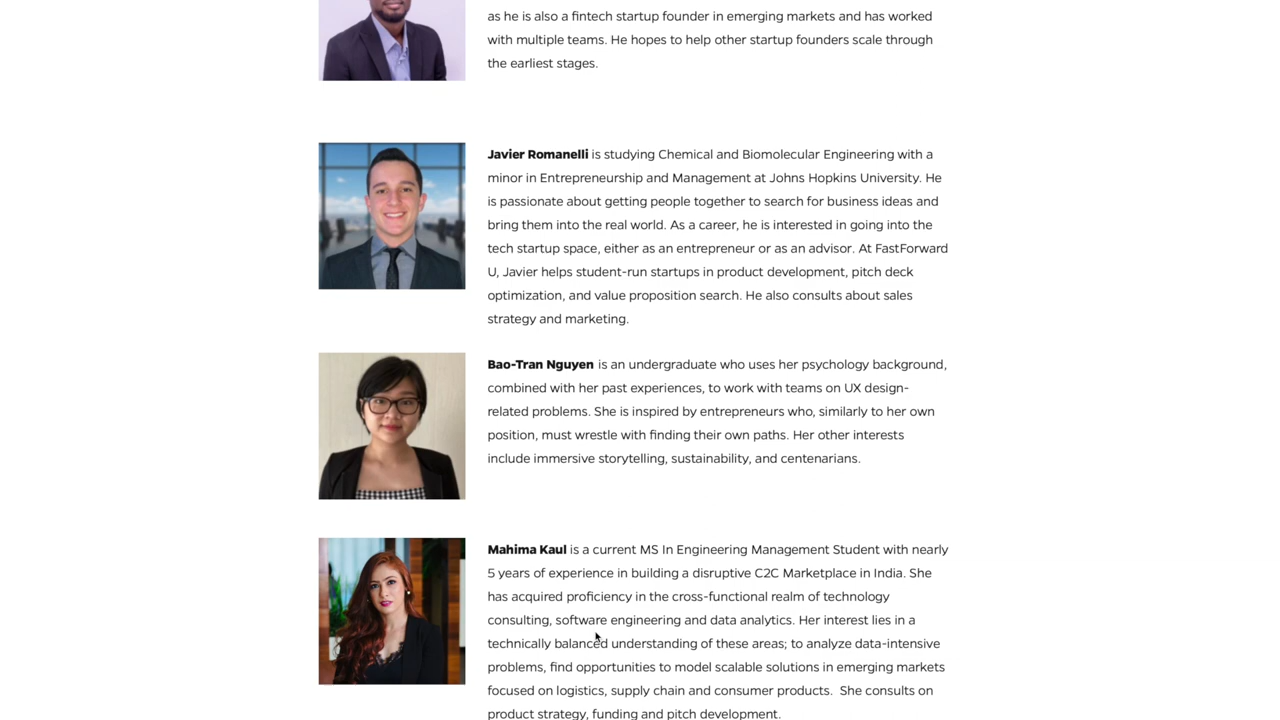 as he is also a fintech startup founder in emerging markets and has worked
with multiple teams. He hopes to help other startup founders scale through
the earliest stages.
Javier Romanelli is studying Chemical and Biomolecular Engineering with a
minor in Entrepreneurship and Management at Johns Hopkins University. He
is passionate about getting people together to search for business ideas and
bring them into the real world. As a career, he is interested in going into the
tech startup space, either as an entrepreneur or as an advisor. At FastForward
U, Javier helps student-run startups in product development, pitch deck
optimization, and value proposition search. He also consults about sales
strategy and marketing.
Bao-Tran Nguyen is an undergraduate who uses her psychology background,
combined with her past experiences, to work with teams on UX design-
related problems. She is inspired by entrepreneurs who, similarly to her own
position, must wrestle with finding their own paths. Her other interests
include immersive storytelling, sustainability, and centenarians.
Mahima Kaul is a current MS In Engineering Management Student with nearly
5 years of experience in building a disruptive C2C Marketplace in India. She
has acquired proficiency in the cross-functional realm of technology
consulting, software engineering and data analytics. Her interest lies in a
technically balanced understanding of these areas; to analyze data-intensive
problems, find opportunities to model scalable solutions in emerging markets
focused on logistics, supply chain and consumer products.  She consults on
product strategy, funding and pitch development.